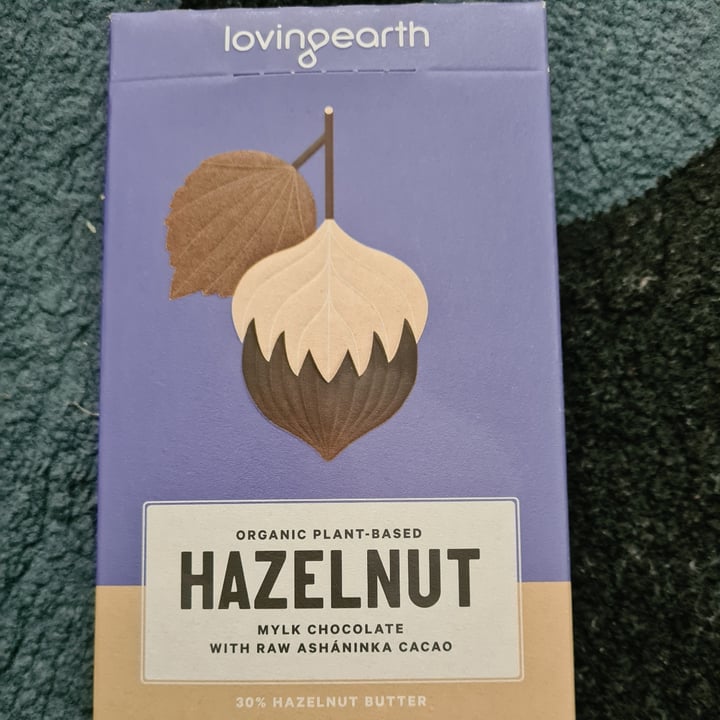 lovingearth
ORGANIC PLANT-BASED
HAZELNUT
MYLK CHOCOLATE
WITH RAW ASHÁNINKA CACAO
30% HAZELNUT BUTTER